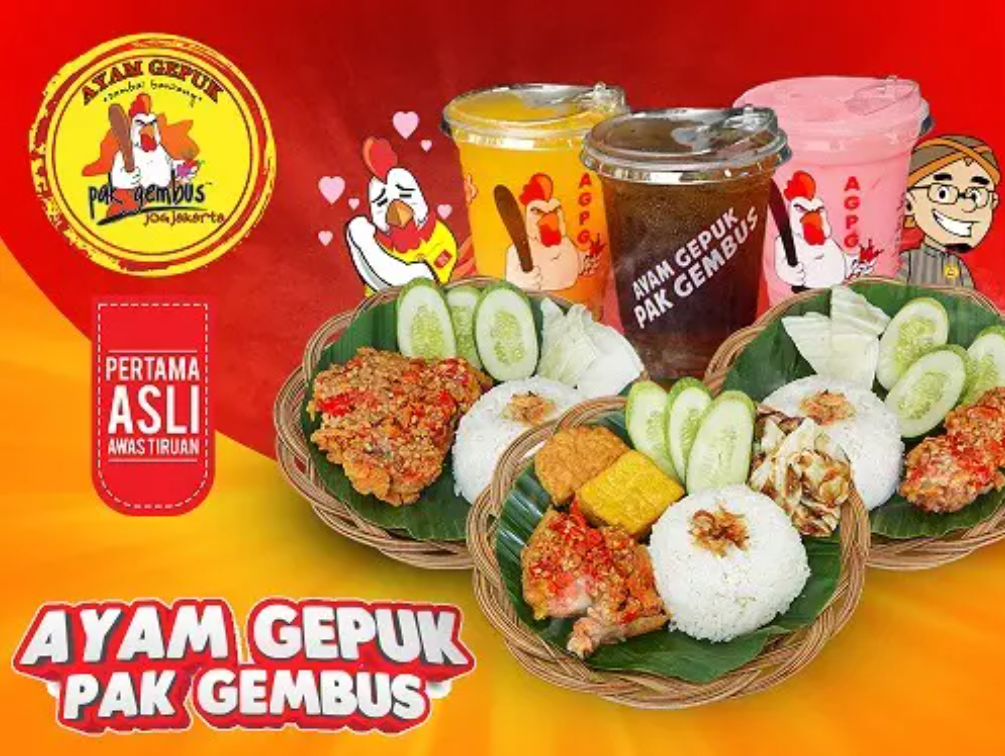 AYAM GEPUK
"sambal bawang"
pak gembus
jogjakarta
PERTAMA
ASLI
AWAS TIRUAN
AGPG
AYAM GEPUK
PAK GEMBUS
AGPG
AYAM GEPUK
PAK GEMBUS